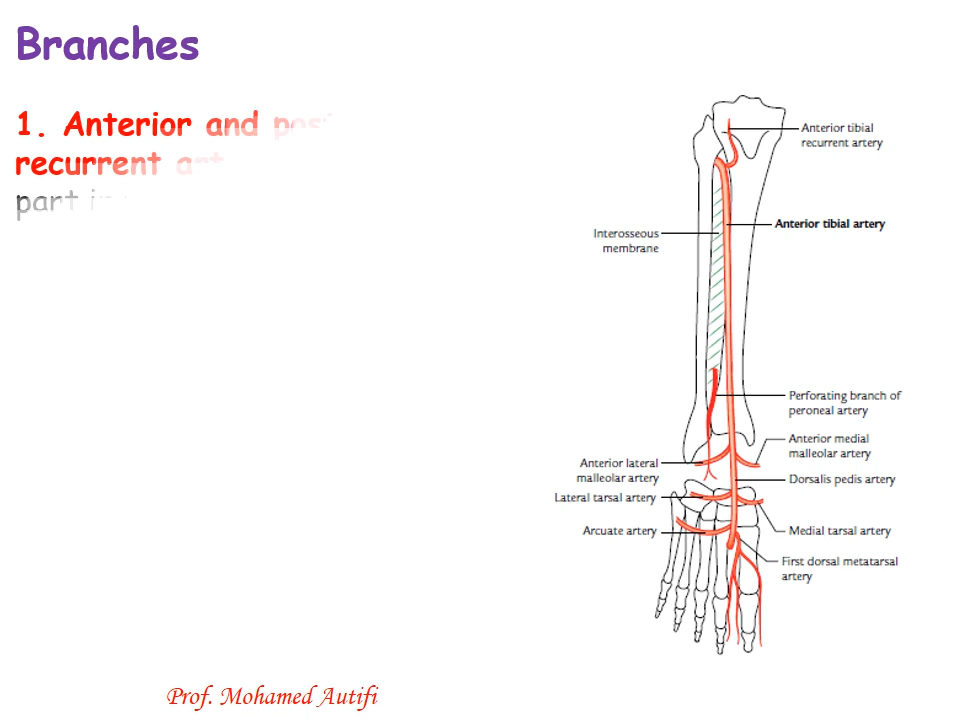 Branches
1. Anterior and
recurrent
part
Anterior tibial
recurrent artery
Anterior tibial artery
Interosseous
membrane
Perforating branch of
peroneal artery
Anterior medial
malleolar artery
Anterior lateral
malleolar artery
Dorsalis pedis artery
Lateral tarsal artery
Arcuate artery
Medial tarsal artery
First dorsal metatarsal
artery
Prof. Mohamed Autifi